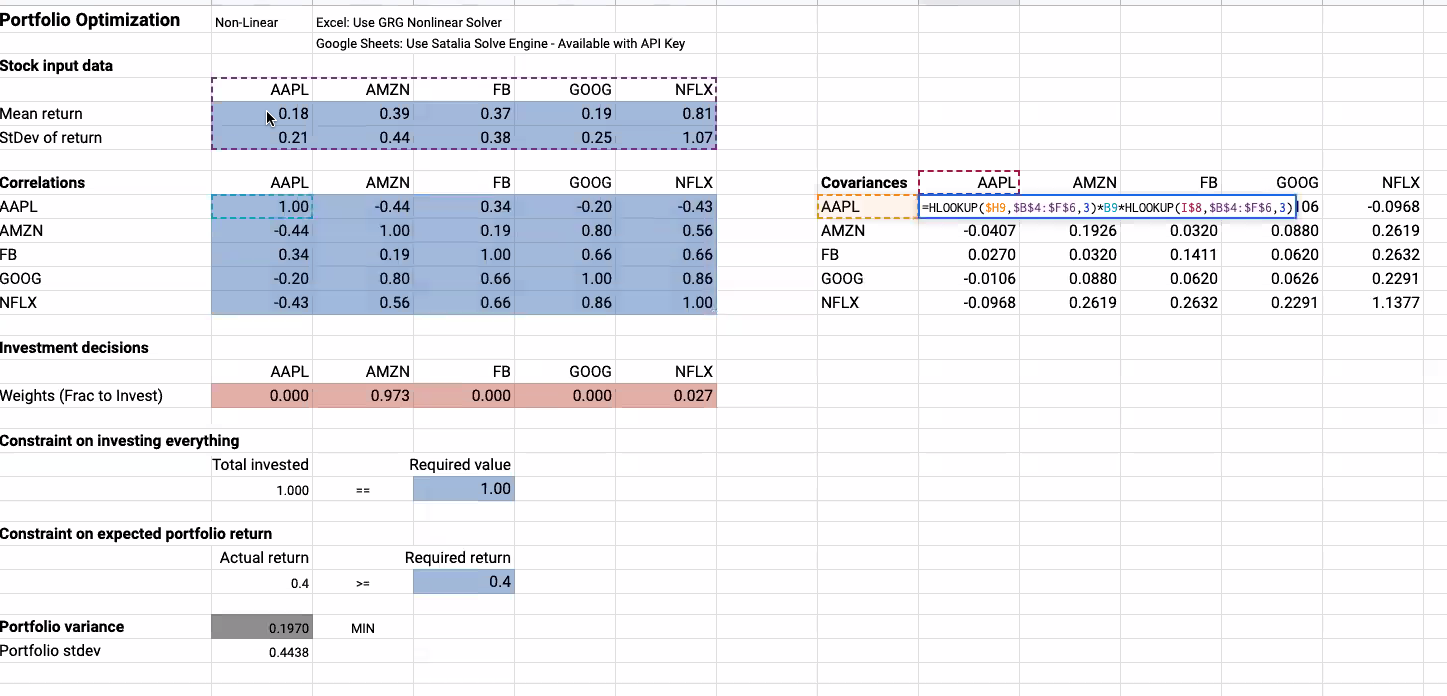 Portfolio Optimization Non-Linear Excel: Use GRG Nonlinear Solver
Google Sheets: Use Satalia Solve Engine - Available with API Key
Stock input data
AAPL AMZN FB GOOG NFLX
Mean return 0.18 0.39 0.37 0.19 0.81
StDev of return 0.21 0.44 0.38 0.25 1.07
Correlations AAPL AMZN FB GOOG NFLX Covariances AAPL AMZN FB GOOG NFLX
AAPL 1.00 -0.44 0.34 -0.20 -0.43 AAPL =HLOOKUP($H9,$B$4:$F$6,3)*B9*HLOOKUP(I$8,$B$4:$F$6,3) 106 -0.0968
AMZN -0.44 1.00 0.19 0.80 0.56 AMZN -0.0407 0.1926 0.0320 0.0880 0.2619
FB 0.34 0.19 1.00 0.66 0.66 FB 0.0270 0.0320 0.1411 0.0620 0.2632
GOOG -0.20 0.80 0.66 1.00 0.86 GOOG -0.0106 0.0880 0.0620 0.0626 0.2291
NFLX -0.43 0.56 0.66 0.86 1.00 NFLX -0.0968 0.2619 0.2632 0.2291 1.1377
Investment decisions
AAPL AMZN FB GOOG NFLX
Weights (Frac to Invest) 0.000 0.973 0.000 0.000 0.027
Constraint on investing everything
Total invested Required value
1.000 == 1.00
Constraint on expected portfolio return
Actual return Required return
0.4 >= 0.4
Portfolio variance 0.1970 MIN
Portfolio stdev 0.4438